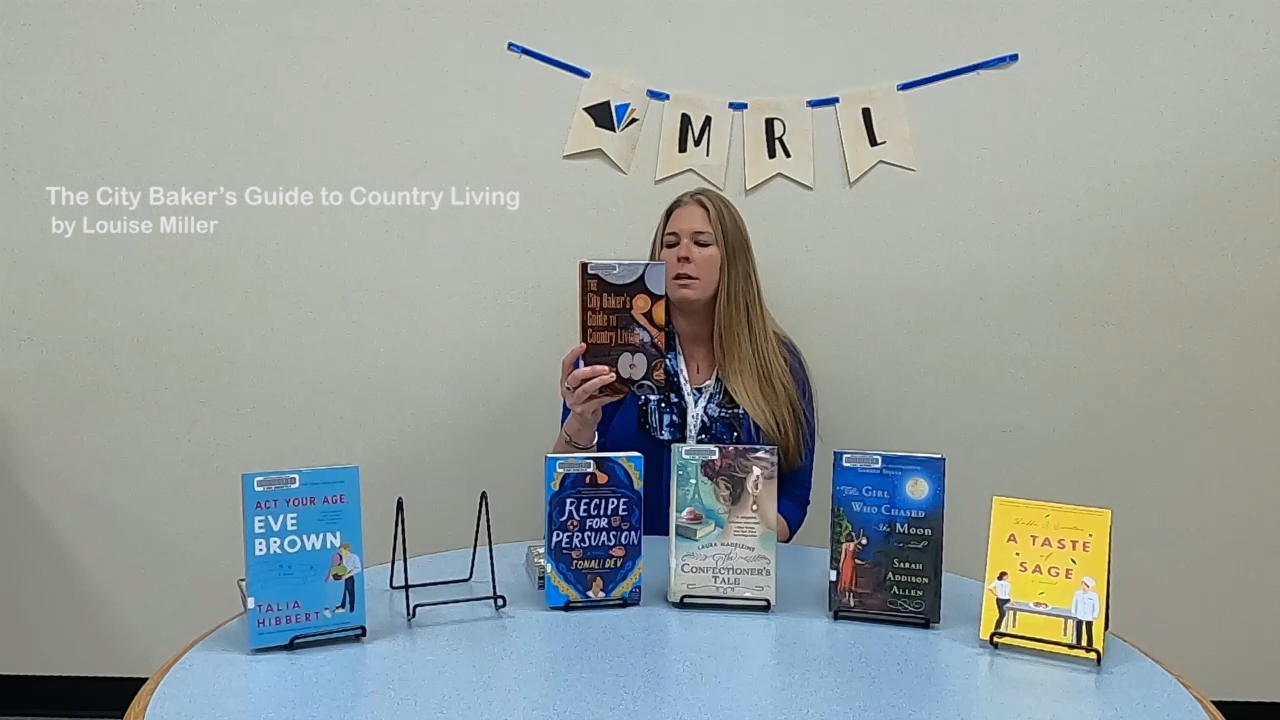 M R L
The City Baker's Guide to Country Living
by Louise Miller
THE
City Baker's
Guide to
Country Living
ACT YOUR AGE
EVE
BROWN
TALIA
HIBBERT
RECIPE
FOR
PERSUASION
SONALI DEV
LAURA MADELEINE
The
CONFECTIONER'S
TALE
The GIRL
WHO CHASED
the MOON
a novel
SARAH
ADDISON
ALLEN
A TASTE
of
SAGE